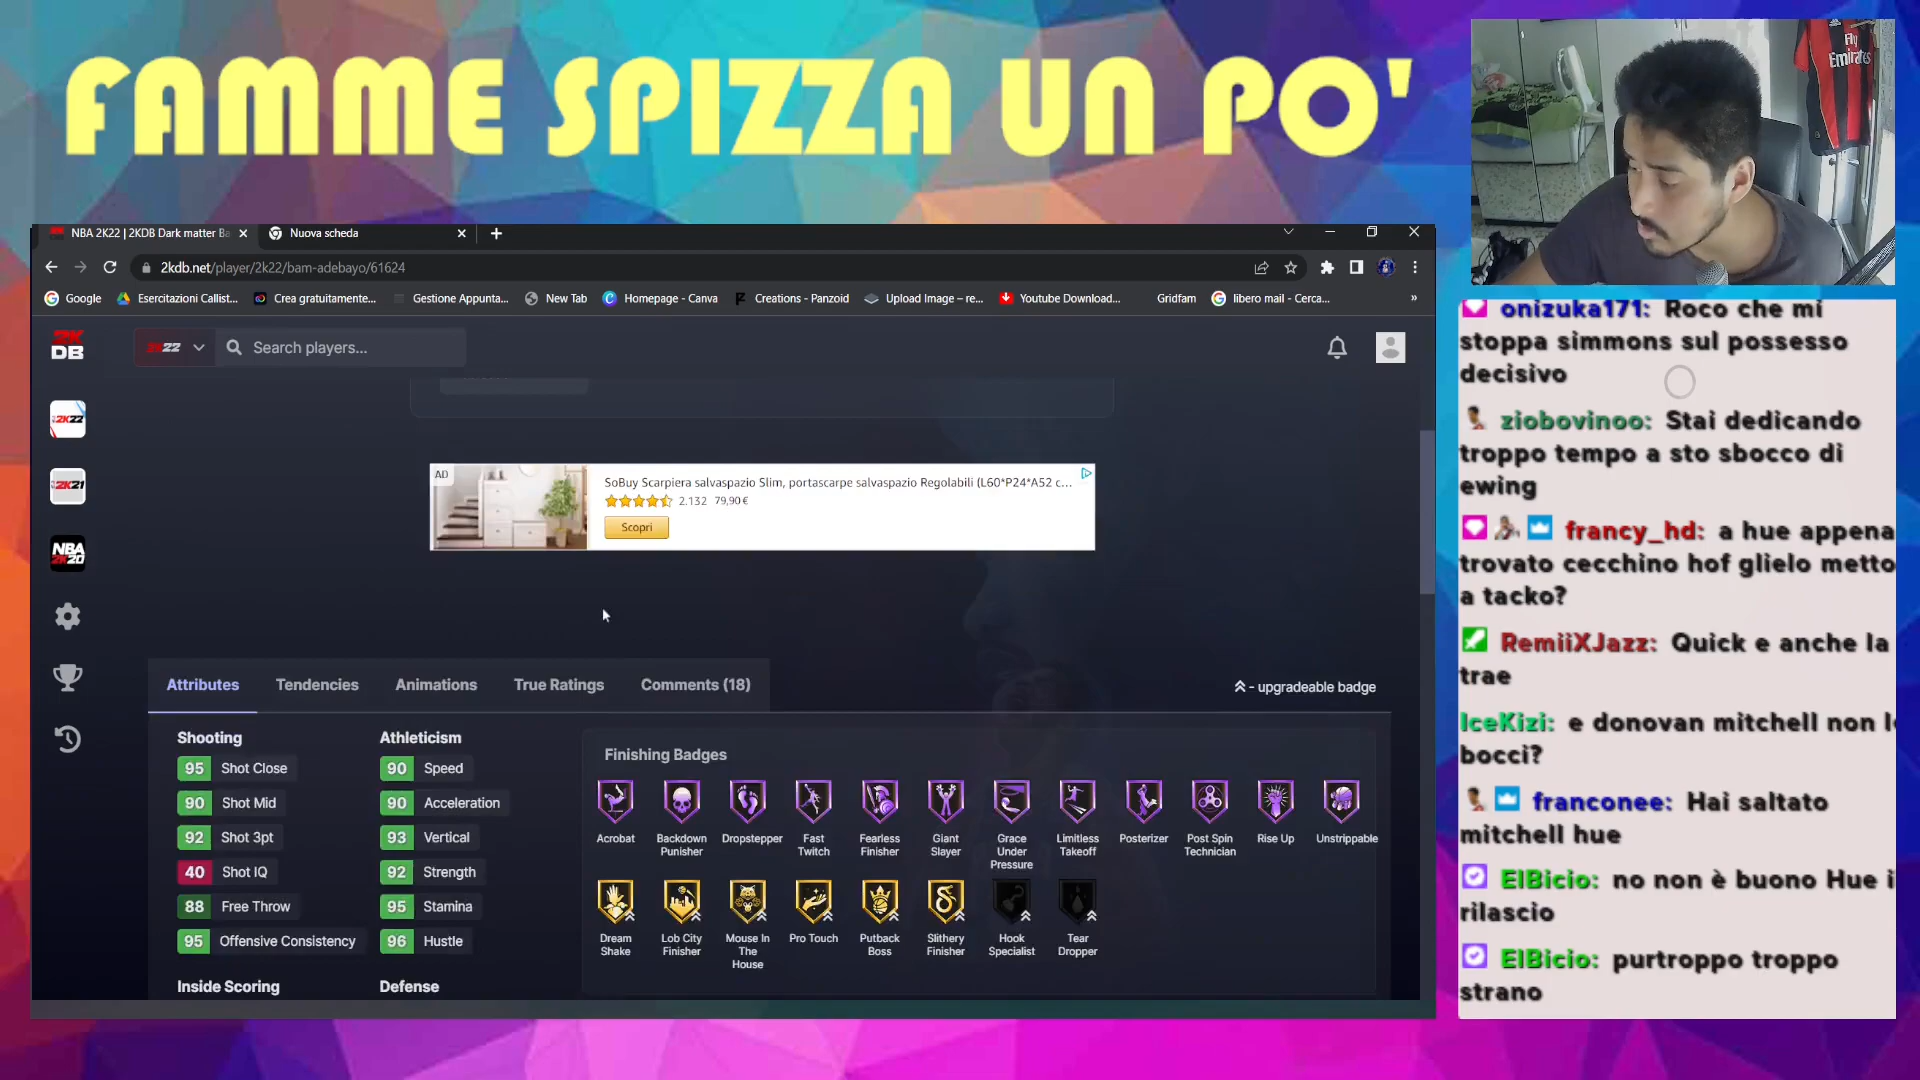 FAMME SPIZZA UN PO'
Fly
Emirates
NBA 2K22 | 2KDB Dark matter Ba
Nuova scheda
2kdb.net/player/2k22/bam-adebayo/61624
Google
Esercitazioni Callist...
Crea gratuitamente...
Gestione Appunta...
New Tab
Homepage - Canva
Creations - Panzoid
Upload Image – re...
Youtube Download...
Gridfam
libero mail - Cerca...
»
2K DB
2K22
Search players...
2K22
2K21
NBA 2K20
AD
SoBuy Scarpiera salvaspazio Slim, portascarpe salvaspazio Regolabili (L60*P24*A52 c...
2.132 79,90 €
Scopri
Attributes Tendencies Animations True Ratings Comments (18)
- upgradeable badge
Shooting
95 Shot Close
90 Shot Mid
92 Shot 3pt
40 Shot IQ
88 Free Throw
95 Offensive Consistency
Inside Scoring
Athleticism
90 Speed
90 Acceleration
93 Vertical
92 Strength
95 Stamina
96 Hustle
Defense
Finishing Badges
Acrobat
Backdown Punisher
Dropstepper
Fast Twitch
Fearless Finisher
Giant Slayer
Grace Under Pressure
Limitless Takeoff
Posterizer
Post Spin Technician
Rise Up
Unstrippable
Dream Shake
Lob City Finisher
Mouse In The House
Pro Touch
Putback Boss
Slithery Finisher
Hook Specialist
Tear Dropper
onizuka171: Roco che mi
stoppa simmons sul possesso
decisivo
ziobovinoo: Stai dedicando
troppo tempo a sto sbocco di
ewing
francy_hd: a hue appena
trovato cecchino hof glielo metto
a tacko?
RemiiXJazz: Quick e anche la
trae
IceKizi: e donovan mitchell non l
bocci?
franconee: Hai saltato
mitchell hue
ElBicio: no non è buono Hue i
rilascio
ElBicio: purtroppo troppo
strano